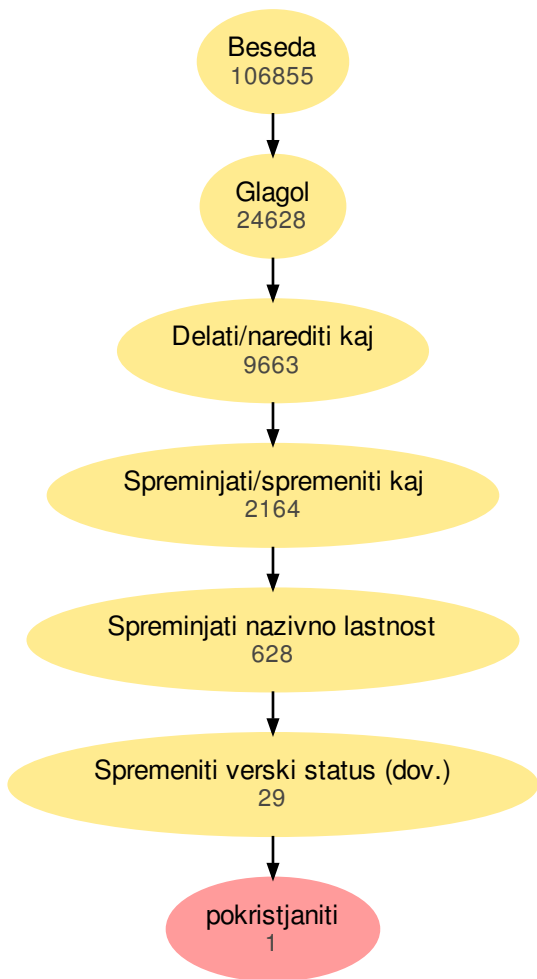 Beseda
106855
Glagol
24628
Delati/narediti kaj
9663
Spreminjati/spremeniti kaj
2164
Spreminjati nazivno lastnost
628
Spremeniti verski status (dov.)
29
pokristjaniti
1